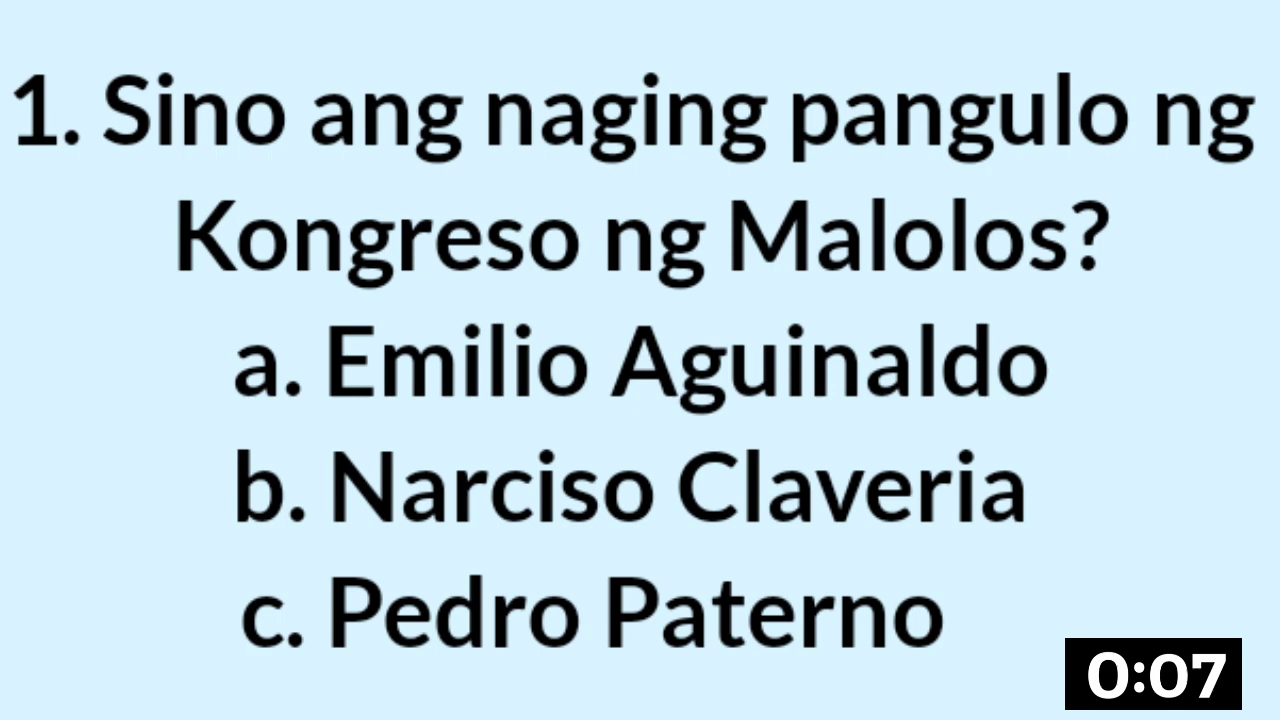 1. Sino ang naging pangulo ng
Kongreso ng Malolos?
a. Emilio Aguinaldo
b. Narciso Claveria
c. Pedro Paterno
0:07